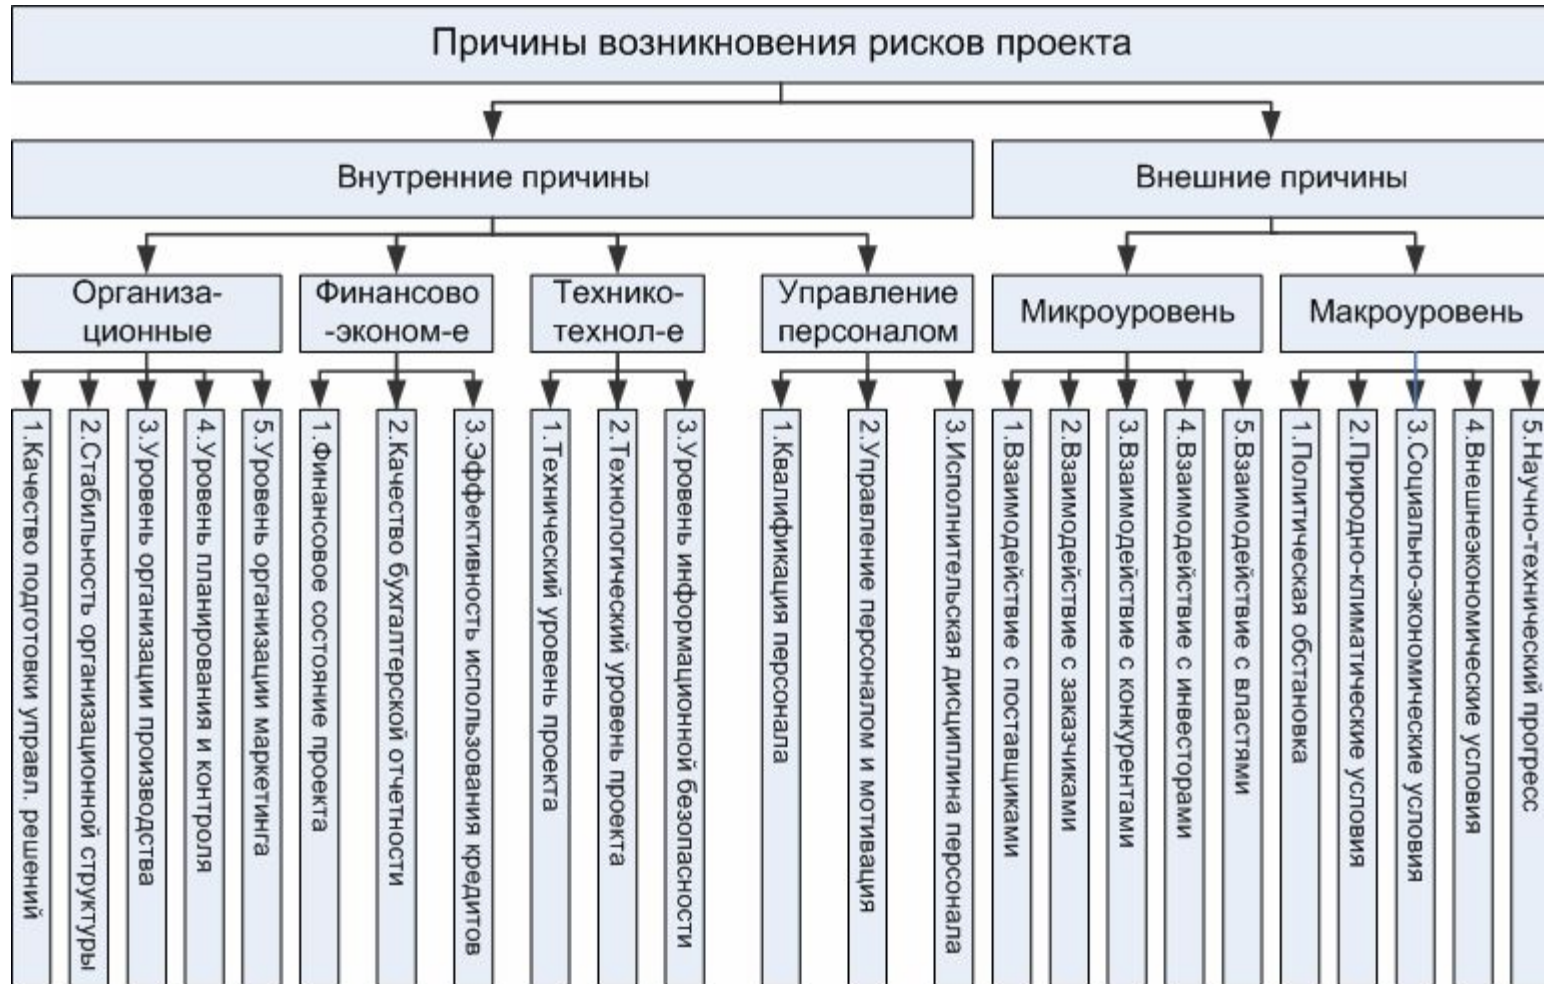 Причины возникновения рисков проекта
Внутренние причины
Внешние причины
Организа-
ционные
Финансово
-эконом-е
Технико-
технол-е
Управление
персоналом
Микроуровень
Макроуровень
1.Качество подготовки управл. решений
2.Стабильность организационной структуры
3.Уровень организации производства
4.Уровень планирования и контроля
5.Уровень организации маркетинга
1.Финансовое состояние проекта
2.Качество бухгалтерской отчетности
3.Эффективность использования кредитов
1.Технический уровень проекта
2.Технологический уровень проекта
3.Уровень информационной безопасности
1.Квалификация персонала
2.Управление персоналом и мотивация
3.Исполнительская дисциплина персонала
1.Взаимодействие с поставщиками
2.Взаимодействие с заказчиками
3.Взаимодействие с конкурентами
4.Взаимодействие с инвесторами
5.Взаимодействие с властями
1.Политическая обстановка
2.Природно-климатические условия
3.Социально-экономические условия
4.Внешнеэкономические условия
5.Научно-технический прогресс